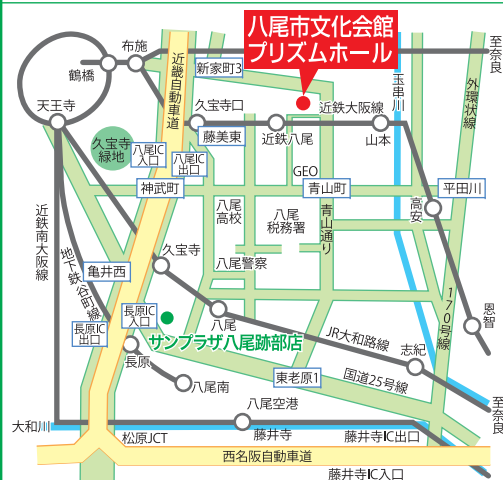 八尾市文化会館
プリズムホール
至奈良
布施
鶴橋
近畿自動車道
新家町3
玉串川
外環状線
天王寺
久宝寺口
近鉄大阪線
久宝寺
緑地
八尾IC
入口
藤美東
近鉄八尾
山本
八尾IC
出口
GEO
神武町
青山町
平田川
近鉄南大阪線
八尾
高校
八尾
税務署
青山通り
高安
地下鉄谷町線
久宝寺
八尾警察
亀井西
170号線
恩智
長原IC
入口
長原IC
出口
八尾
サンプラザ八尾跡部店
JR大和路線
長原
志紀
八尾南
東老原1
国道25号線
至奈良
八尾空港
大和川
松原JCT
藤井寺
藤井寺IC出口
西名阪自動車道
藤井寺IC入口